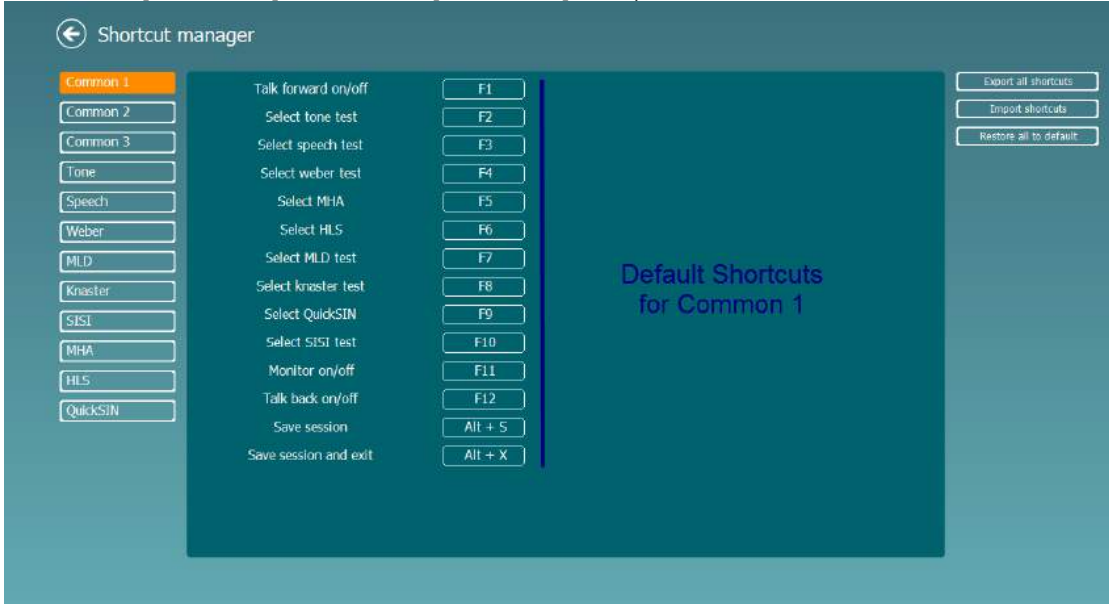 Shortcut manager
Common 1
Common 2
Common 3
Tone
Speech
Weber
MLD
Knaster
SISI
MHA
HLS
QuickSIN
Talk forward on/off F1
Select tone test F2
Select speech test F3
Select weber test F4
Select MHA F5
Select HLS F6
Select MLD test F7
Select knaster test F8
Select QuickSIN F9
Select SISI test F10
Monitor on/off F11
Talk back on/off F12
Save session Alt + S
Save session and exit Alt + X
Default Shortcuts
for Common 1
Export all shortcuts
Import shortcuts
Restore all to default